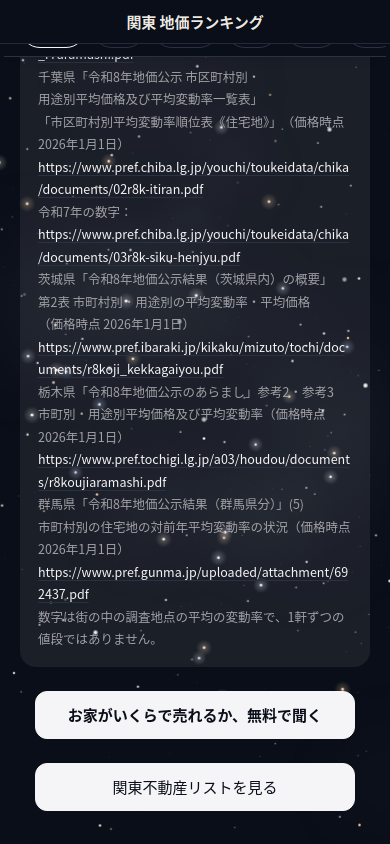 関東 地価ランキング
千葉県「令和8年地価公示 市区町村別・
用途別平均価格及び平均変動率一覧表」
「市区町村別平均変動率順位表《住宅地》」（価格時点
2026年1月1日）
https://www.pref.chiba.lg.jp/youchi/toukeidata/chika
/documents/02r8k-itiran.pdf
令和7年の数字：
https://www.pref.chiba.lg.jp/youchi/toukeidata/chika
/documents/03r8k-siku-henjyu.pdf
茨城県「令和8年地価公示結果（茨城県内）の概要」
第2表 市町村別・用途別の平均変動率・平均価格
（価格時点 2026年1月1日）
https://www.pref.ibaraki.jp/kikaku/mizuto/tochi/doc
uments/r8koji_kekkagaiyou.pdf
栃木県「令和8年地価公示のあらまし」参考2・参考3
市町別・用途別平均価格及び平均変動率（価格時点
2026年1月1日）
https://www.pref.tochigi.lg.jp/a03/houdou/document
s/r8koujiaramashi.pdf
群馬県「令和8年地価公示結果（群馬県分）」(5)
市町村別の住宅地の対前年平均変動率の状況（価格時点
2026年1月1日）
https://www.pref.gunma.jp/uploaded/attachment/69
2437.pdf
数字は街の中の調査地点の平均の変動率で、1軒ずつの
値段ではありません。
お家がいくらで売れるか、無料で聞く
関東不動産リストを見る